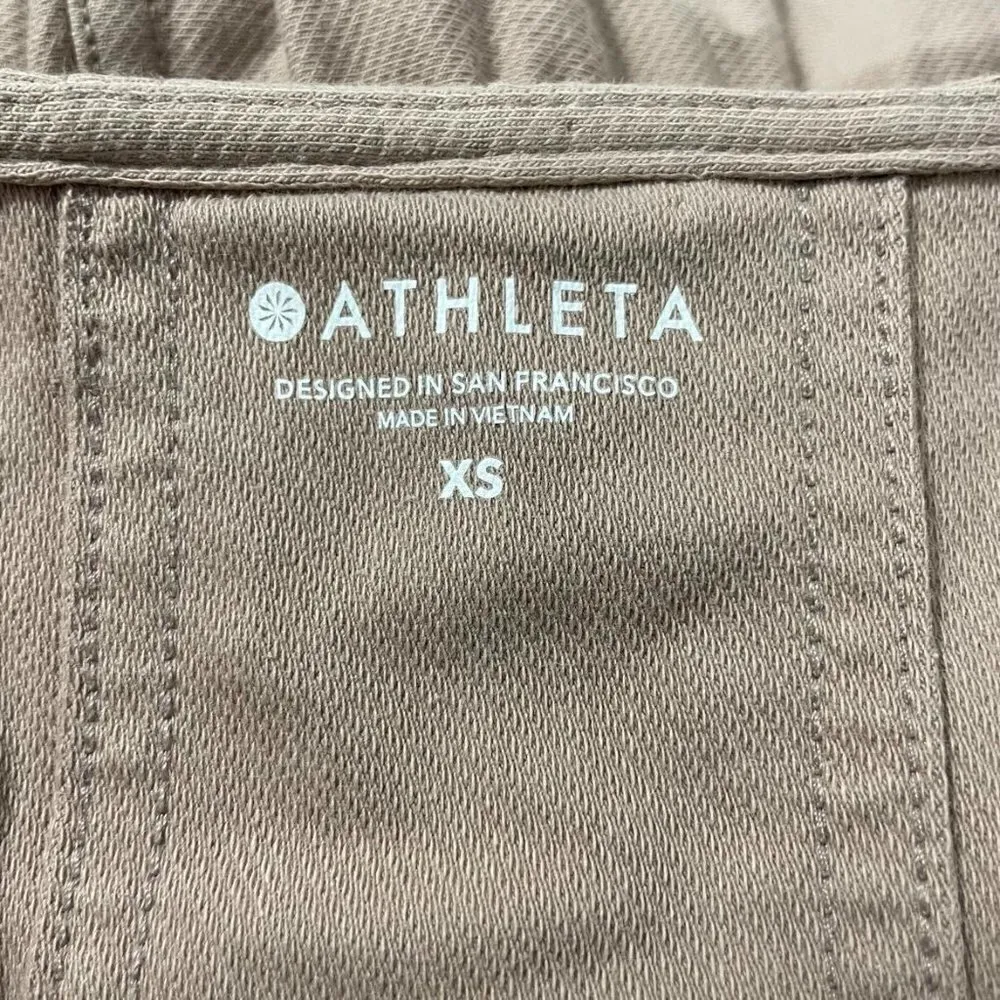 ATHLETA
DESIGNED IN SAN FRANCISCO
MADE IN VIETNAM
XS